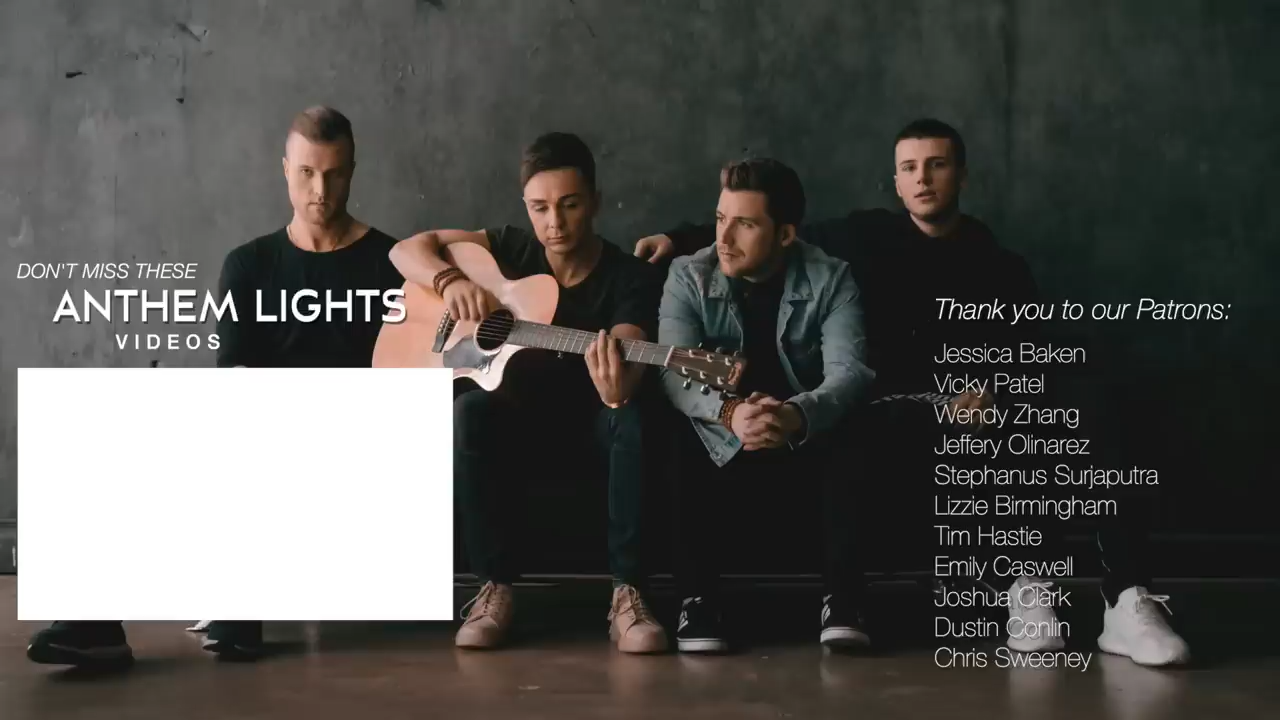 DON'T MISS THESE
ANTHEM LIGHTS
VIDEOS
Thank you to our Patrons:
Jessica Baken
Vicky Patel
Wendy Zhang
Jeffery Olinarez
Stephanus Surjaputra
Lizzie Birmingham
Tim Hastie
Emily Caswell
Joshua Clark
Dustin Conlin
Chris Sweeney